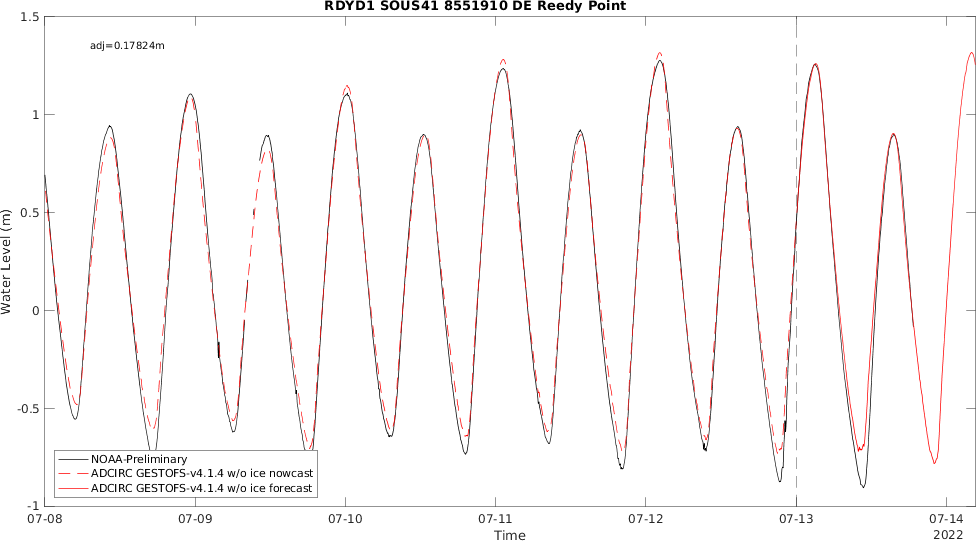 RDYD1 SOUS41 8551910 DE Reedy Point
adj=0.17824m
1.5
1
0.5
0
-0.5
-1
Water Level (m)
NOAA-Preliminary
ADCIRC GESTOFS-v4.1.4 w/o ice nowcast
ADCIRC GESTOFS-v4.1.4 w/o ice forecast
07-08 07-09 07-10 07-11 07-12 07-13 07-14
Time
2022